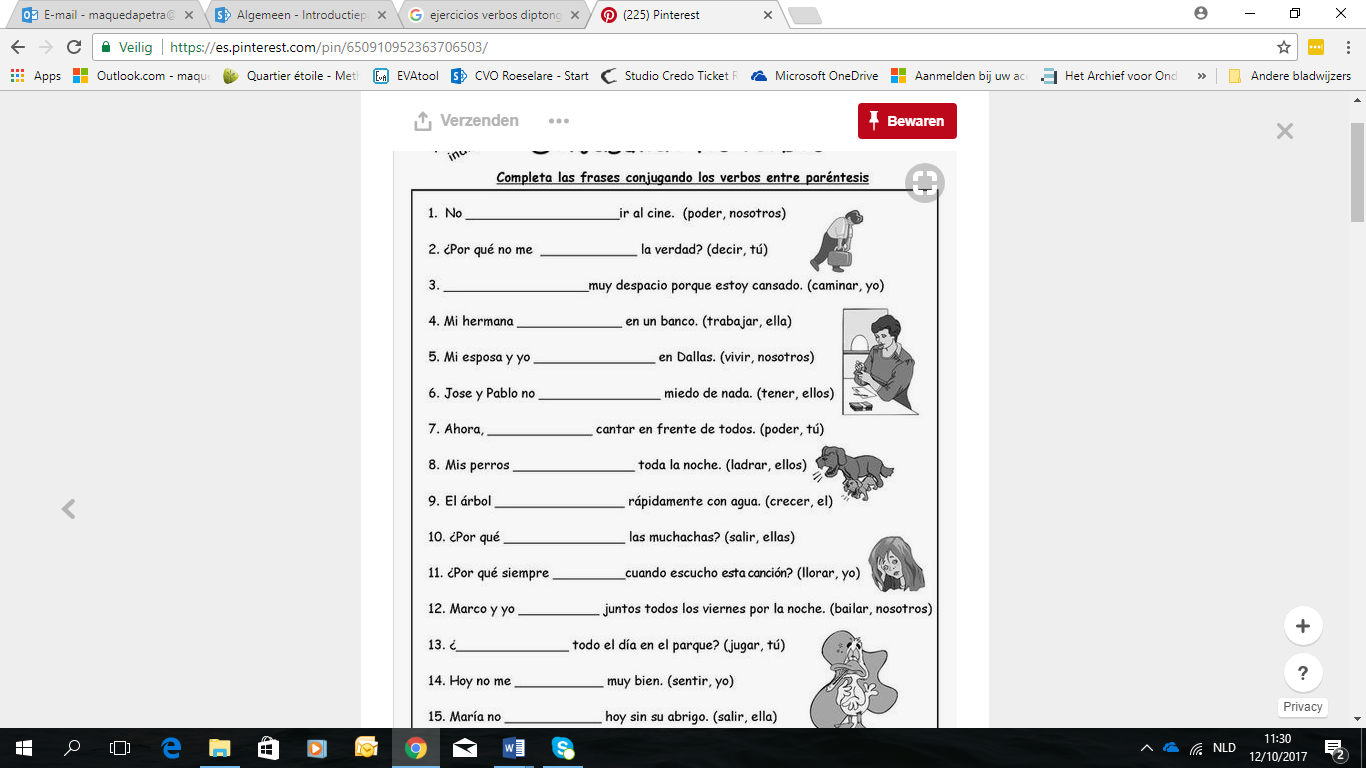 E-mail - maquedapetra@
Algemeen - Introductiep
ejercicios verbos diptong
(225) Pinterest
Veilig
https://es.pinterest.com/pin/650910952363706503/
Apps
Outlook.com - maqu
Quartier étoile - Met
EVAtool
CVO Roeselare - Start
Studio Credo Ticket R
Microsoft OneDrive
Aanmelden bij uw acc
Het Archief voor Ond
»
Andere bladwijzers
Verzenden
Bewaren
Completa las frases conjugando los verbos entre paréntesis
1. No ____________________ir al cine. (poder, nosotros)
2. ¿Por qué no me _____________ la verdad? (decir, tú)
3. ___________________muy despacio porque estoy cansado. (caminar, yo)
4. Mi hermana ______________ en un banco. (trabajar, ella)
5. Mi esposa y yo ________________ en Dallas. (vivir, nosotros)
6. Jose y Pablo no ________________ miedo de nada. (tener, ellos)
7. Ahora, ______________ cantar en frente de todos. (poder, tú)
8. Mis perros ________________ toda la noche. (ladrar, ellos)
9. El árbol _________________ rápidamente con agua. (crecer, el)
10. ¿Por qué ________________ las muchachas? (salir, ellas)
11. ¿Por qué siempre __________cuando escucho esta canción? (llorar, yo)
12. Marco y yo ___________ juntos todos los viernes por la noche. (bailar, nosotros)
13. ¿_______________ todo el día en el parque? (jugar, tú)
14. Hoy no me ____________ muy bien. (sentir, yo)
15. María no _____________ hoy sin su abrigo. (salir, ella)
+
?
Privacy
NLD
11:30
12/10/2017
2